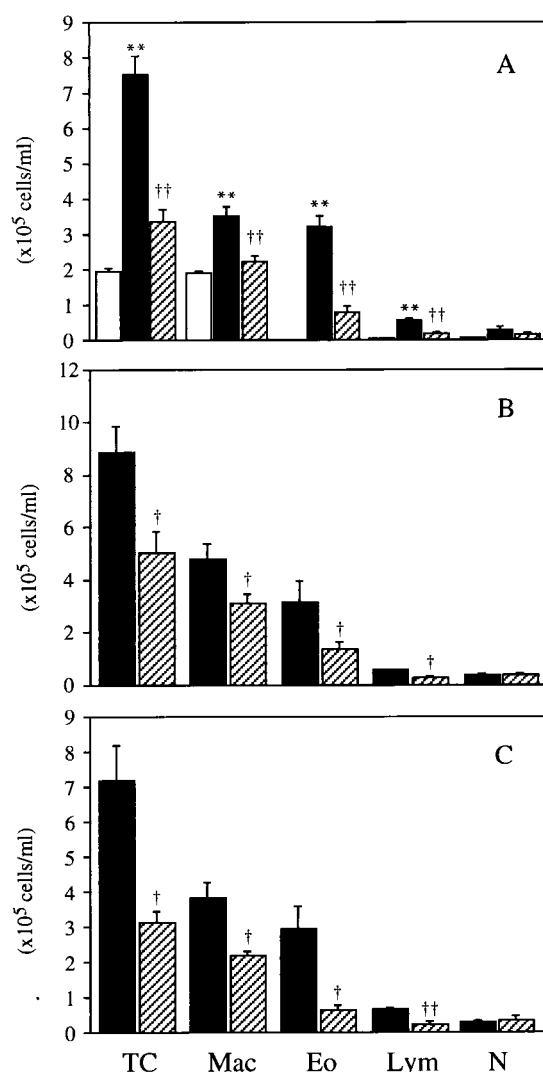 9
8
7
6
5
4
3
2
1
0
(x10⁵ cells/ml)
A
** †† ** †† ** †† ** ††
12
10
8
6
4
2
0
(x10⁵ cells/ml)
B
† † † †
9
8
7
6
5
4
3
2
1
0
(x10⁵ cells/ml)
C
† † † ††
TC Mac Eo Lym N